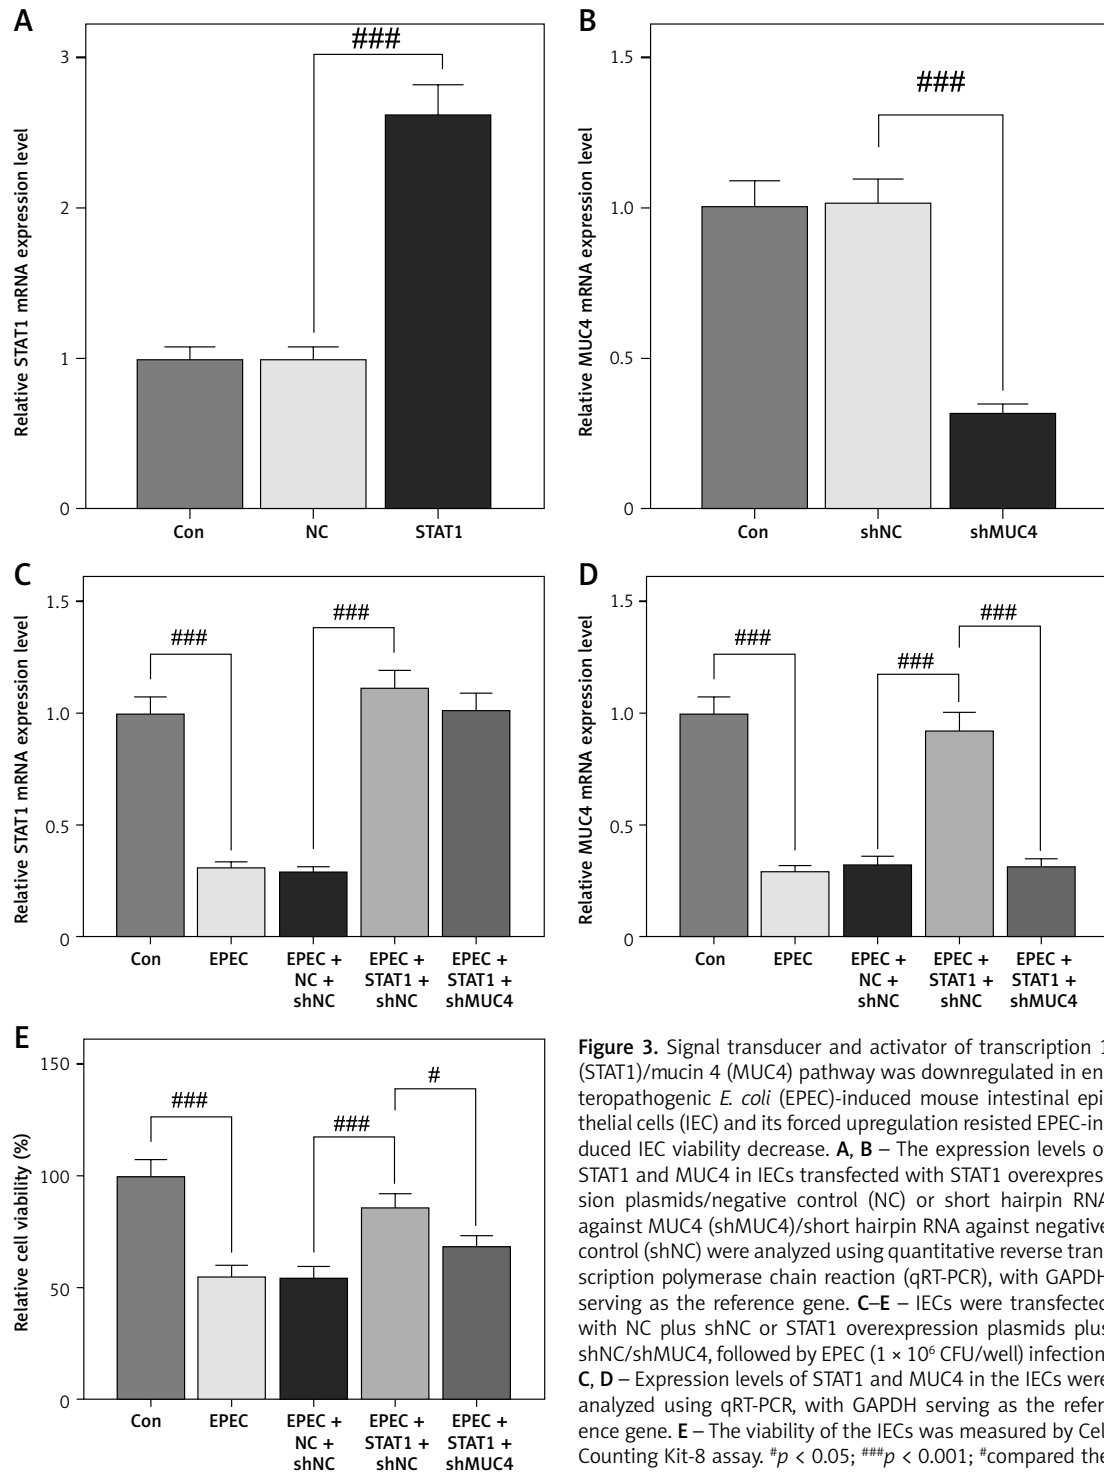 A
Relative STAT1 mRNA expression level
3
2
1
0
###
Con
NC
STAT1
B
Relative MUC4 mRNA expression level
1.5
1.0
0.5
0
###
Con
shNC
shMUC4
C
Relative STAT1 mRNA expression level
1.5
1.0
0.5
0
###
###
Con
EPEC
EPEC +
NC +
shNC
EPEC +
STAT1 +
shNC
EPEC +
STAT1 +
shMUC4
D
Relative MUC4 mRNA expression level
1.5
1.0
0.5
0
###
###
###
Con
EPEC
EPEC +
NC +
shNC
EPEC +
STAT1 +
shNC
EPEC +
STAT1 +
shMUC4
E
Relative cell viability (%)
150
100
50
0
###
###
#
Con
EPEC
EPEC +
NC +
shNC
EPEC +
STAT1 +
shNC
EPEC +
STAT1 +
shMUC4
Figure 3. Signal transducer and activator of transcription 1
(STAT1)/mucin 4 (MUC4) pathway was downregulated in en
teropathogenic E. coli (EPEC)-induced mouse intestinal epi
thelial cells (IEC) and its forced upregulation resisted EPEC-in
duced IEC viability decrease. A, B – The expression levels o
STAT1 and MUC4 in IECs transfected with STAT1 overexpres
sion plasmids/negative control (NC) or short hairpin RNA
against MUC4 (shMUC4)/short hairpin RNA against negative
control (shNC) were analyzed using quantitative reverse tran
scription polymerase chain reaction (qRT-PCR), with GAPDH
serving as the reference gene. C–E – IECs were transfected
with NC plus shNC or STAT1 overexpression plasmids plus
shNC/shMUC4, followed by EPEC (1 × 10⁶ CFU/well) infection
C, D – Expression levels of STAT1 and MUC4 in the IECs were
analyzed using qRT-PCR, with GAPDH serving as the refer
ence gene. E – The viability of the IECs was measured by Cel
Counting Kit-8 assay. #p < 0.05; ###p < 0.001; #compared the